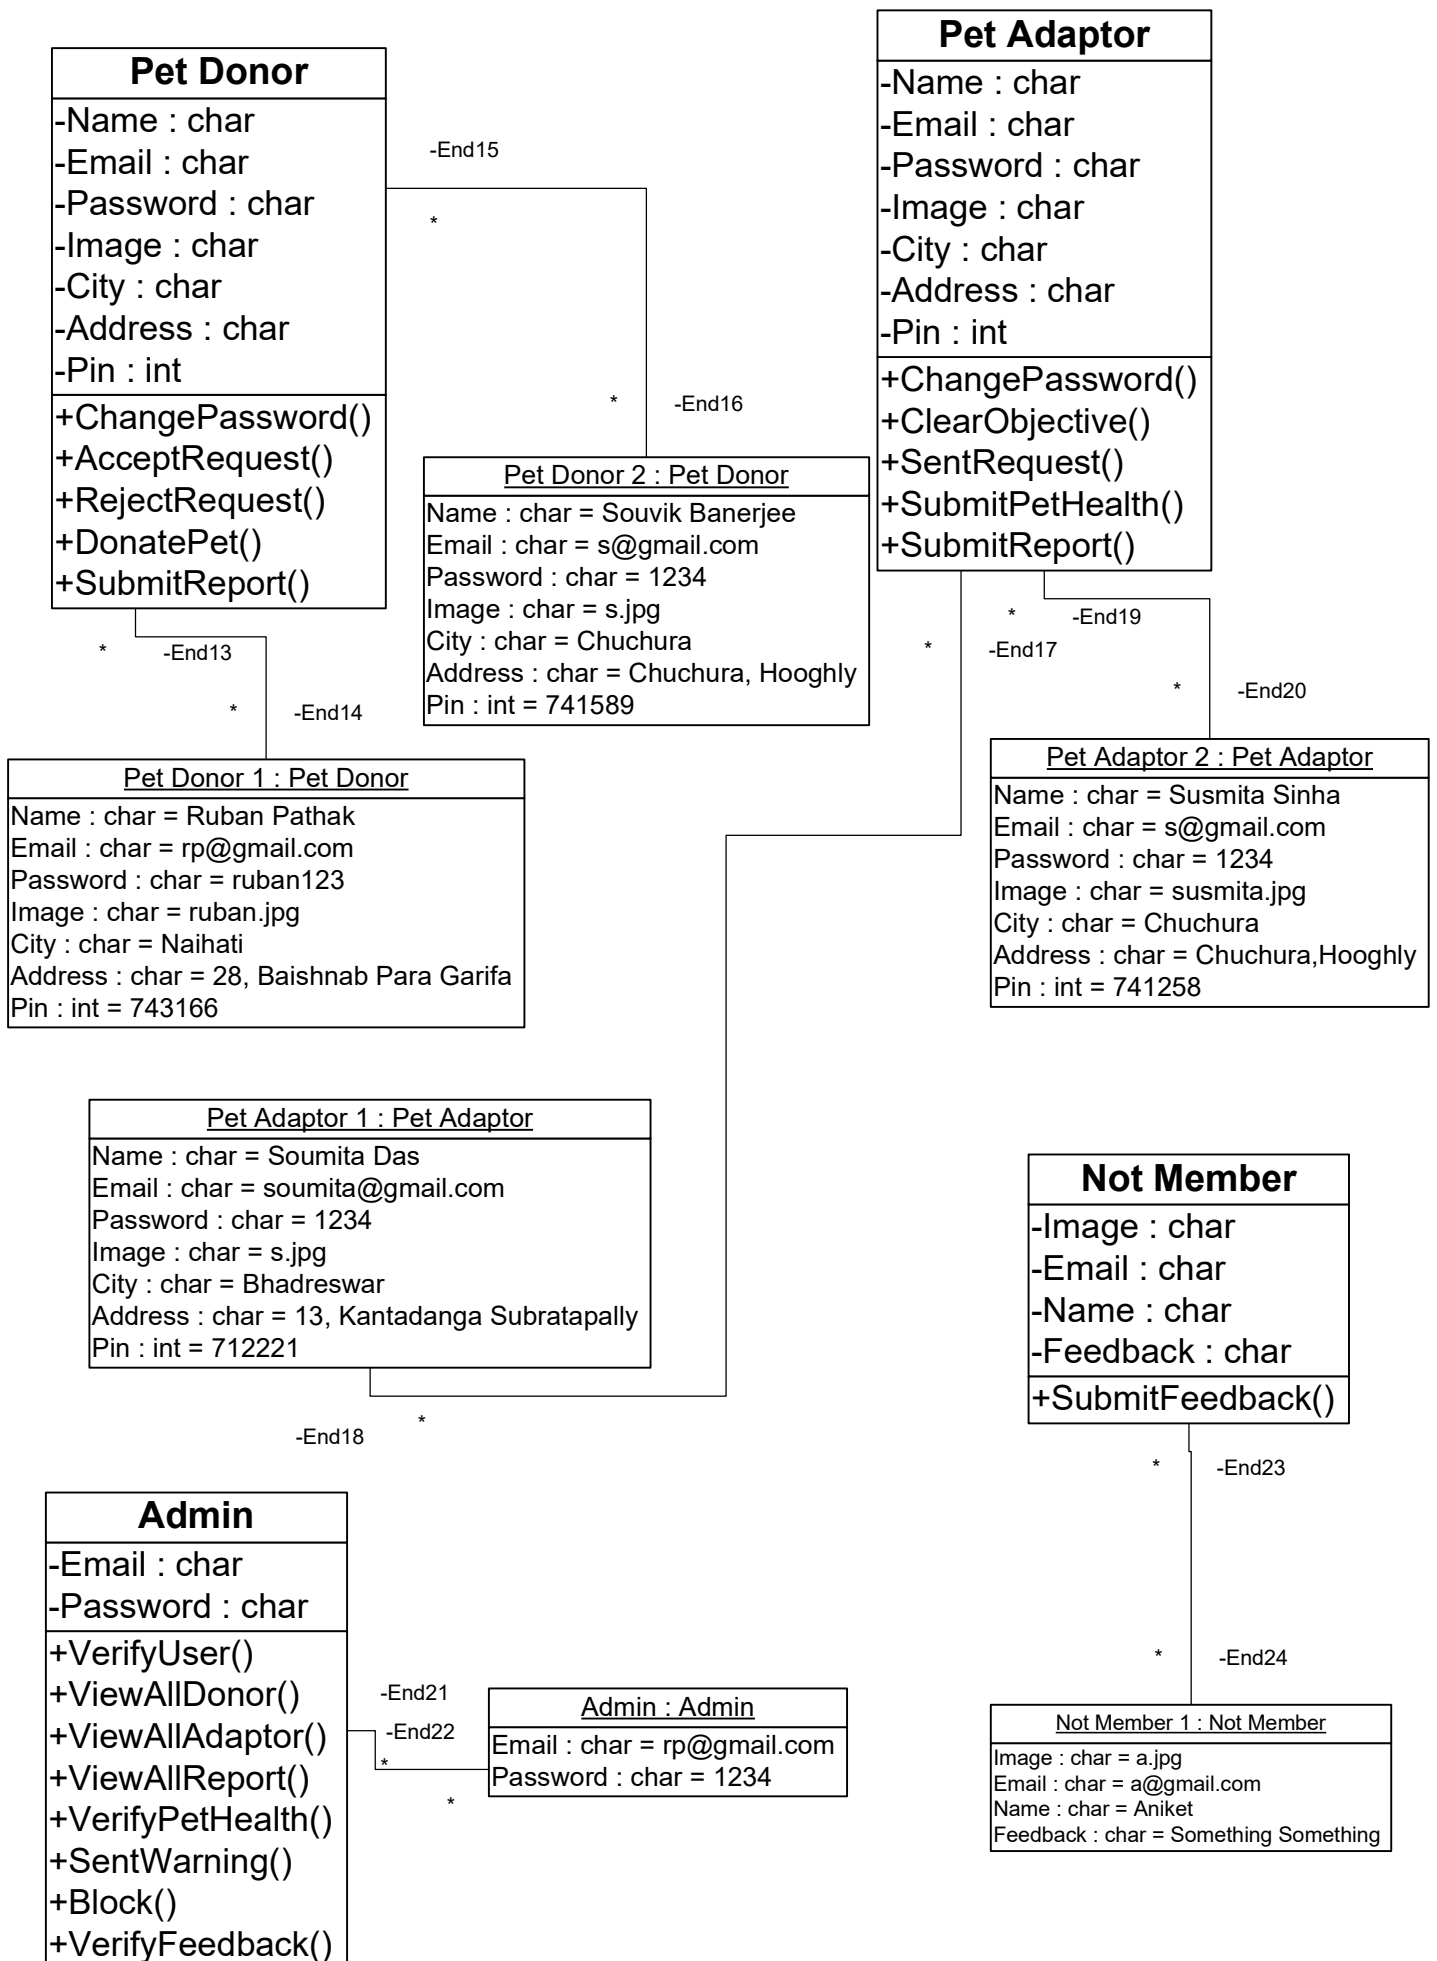 Pet Donor
-Name : char
-Email : char
-Password : char
-Image : char
-City : char
-Address : char
-Pin : int
+ChangePassword()
+AcceptRequest()
+RejectRequest()
+DonatePet()
+SubmitReport()
-End15
*
*
-End16
Pet Adaptor
-Name : char
-Email : char
-Password : char
-Image : char
-City : char
-Address : char
-Pin : int
+ChangePassword()
+ClearObjective()
+SentRequest()
+SubmitPetHealth()
+SubmitReport()
Pet Donor 2 : Pet Donor
Name : char = Souvik Banerjee
Email : char = s@gmail.com
Password : char = 1234
Image : char = s.jpg
City : char = Chuchura
Address : char = Chuchura, Hooghly
Pin : int = 741589
*
-End13
*
-End14
*
-End17
*
-End19
*
-End20
Pet Donor 1 : Pet Donor
Name : char = Ruban Pathak
Email : char = rp@gmail.com
Password : char = ruban123
Image : char = ruban.jpg
City : char = Naihati
Address : char = 28, Baishnab Para Garifa
Pin : int = 743166
Pet Adaptor 2 : Pet Adaptor
Name : char = Susmita Sinha
Email : char = s@gmail.com
Password : char = 1234
Image : char = susmita.jpg
City : char = Chuchura
Address : char = Chuchura,Hooghly
Pin : int = 741258
Pet Adaptor 1 : Pet Adaptor
Name : char = Soumita Das
Email : char = soumita@gmail.com
Password : char = 1234
Image : char = s.jpg
City : char = Bhadreswar
Address : char = 13, Kantadanga Subratapally
Pin : int = 712221
-End18
*
Not Member
-Image : char
-Email : char
-Name : char
-Feedback : char
+SubmitFeedback()
*
-End23
*
-End24
Admin
-Email : char
-Password : char
+VerifyUser()
+ViewAllDonor()
+ViewAllAdaptor()
+ViewAllReport()
+VerifyPetHealth()
+SentWarning()
+Block()
+VerifyFeedback()
-End21
-End22
*
*
Admin : Admin
Email : char = rp@gmail.com
Password : char = 1234
Not Member 1 : Not Member
Image : char = a.jpg
Email : char = a@gmail.com
Name : char = Aniket
Feedback : char = Something Something